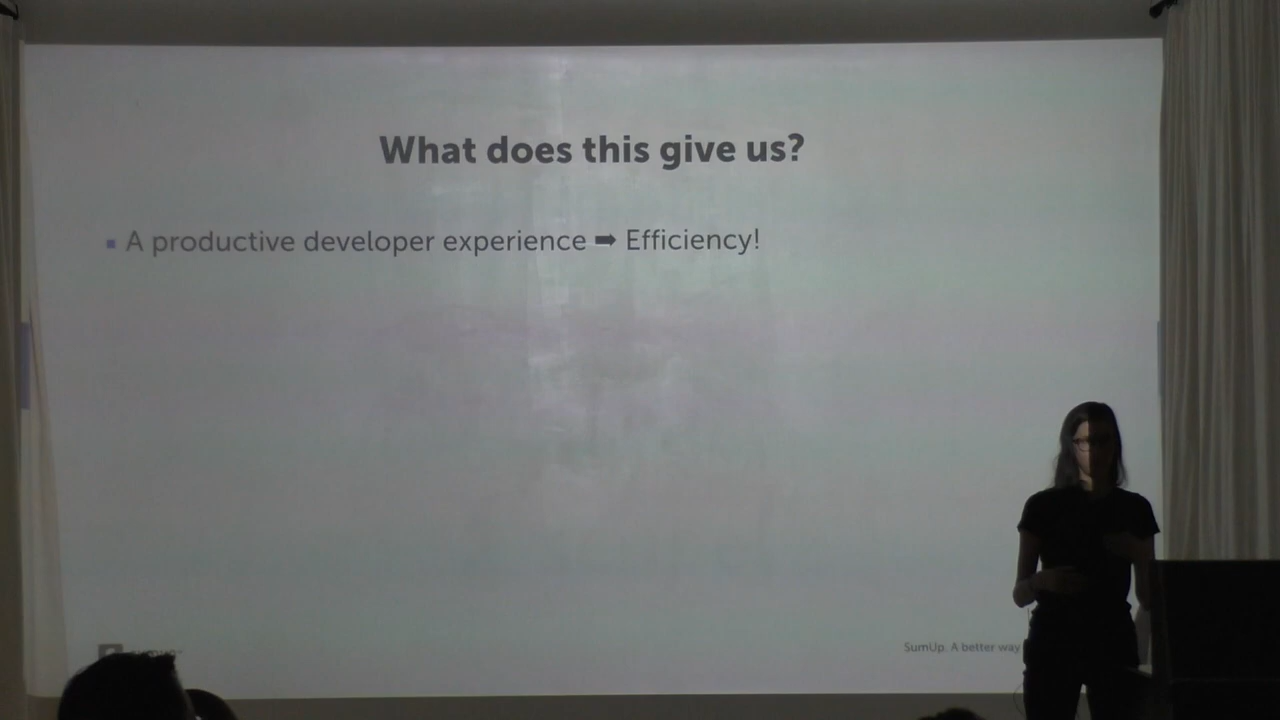 What does this give us?
▪ A productive developer experience ➡ Efficiency!
SumUp. A better way